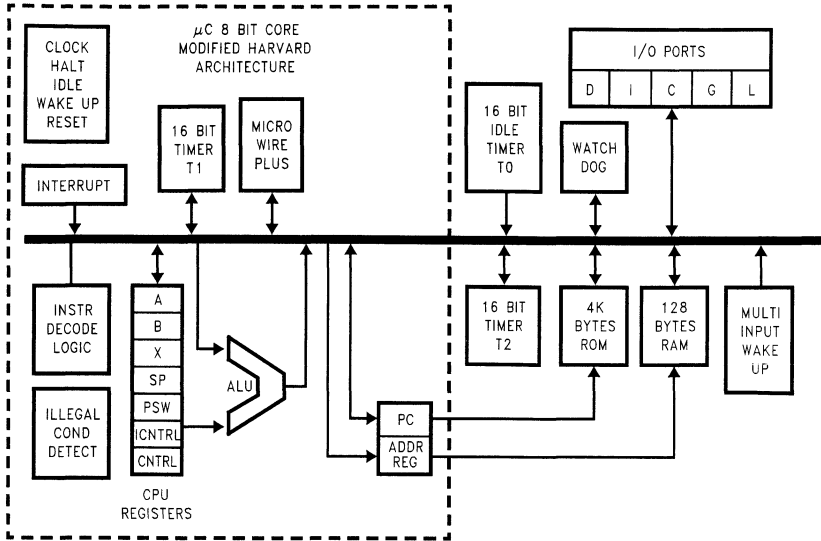 μC 8 BIT CORE
MODIFIED HARVARD
ARCHITECTURE
CLOCK
HALT
IDLE
WAKE UP
RESET
INTERRUPT
16 BIT
TIMER
T1
MICRO
WIRE
PLUS
16 BIT
IDLE
TIMER
T0
WATCH
DOG
I/O PORTS
D I C G L
INSTR
DECODE
LOGIC
ILLEGAL
COND
DETECT
A
B
X
SP
PSW
ICNTRL
CNTRL
CPU
REGISTERS
ALU
PC
ADDR
REG
16 BIT
TIMER
T2
4K
BYTES
ROM
128
BYTES
RAM
MULTI
INPUT
WAKE
UP